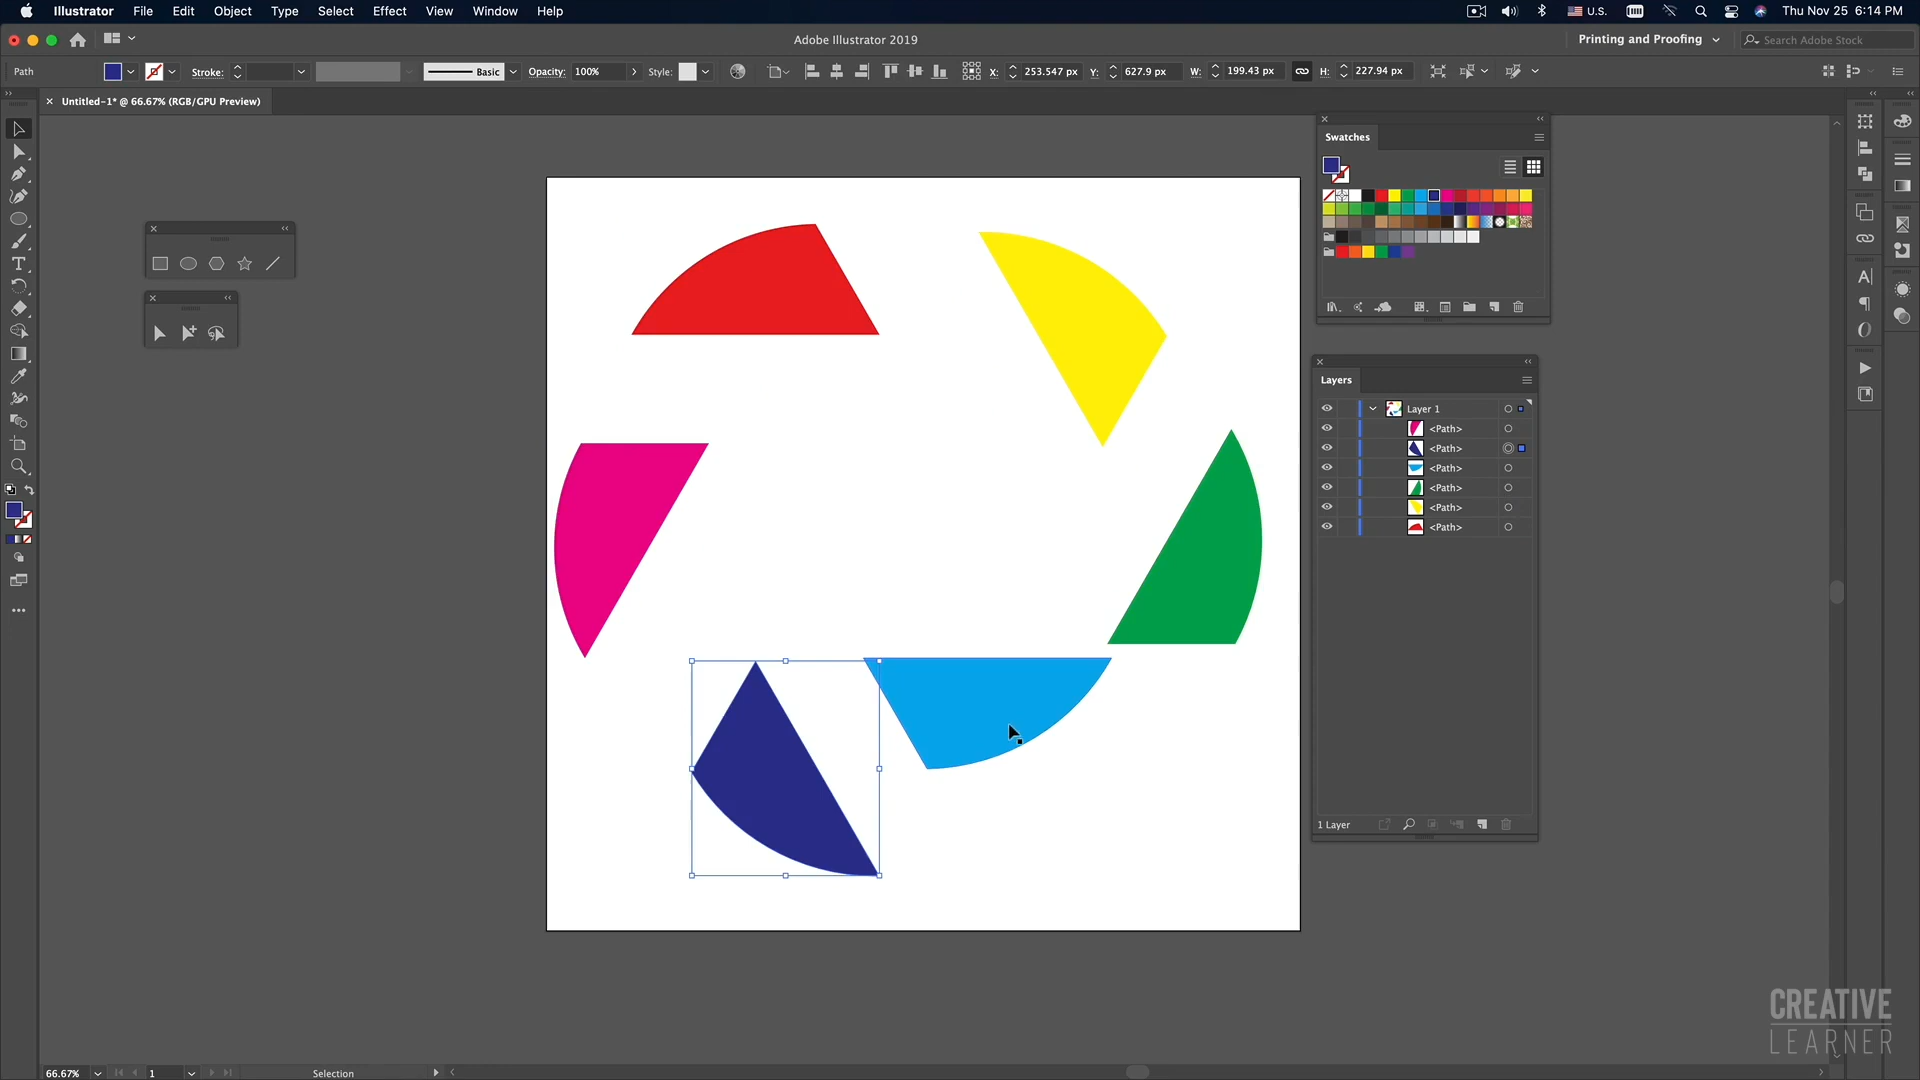 Illustrator File Edit Object Type Select Effect View Window Help
U.S. Thu Nov 25 6:14 PM
Adobe Illustrator 2019
Printing and Proofing
Search Adobe Stock
Path Stroke: Basic Opacity: 100% Style: X: 253.547 px Y: 627.9 px W: 199.43 px H: 227.94 px
Untitled-1* @ 66.67% (RGB/GPU Preview)
Swatches
Layers
Layer 1
<Path>
<Path>
<Path>
<Path>
<Path>
<Path>
1 Layer
CREATIVE
LEARNER
66.67% 1 Selection